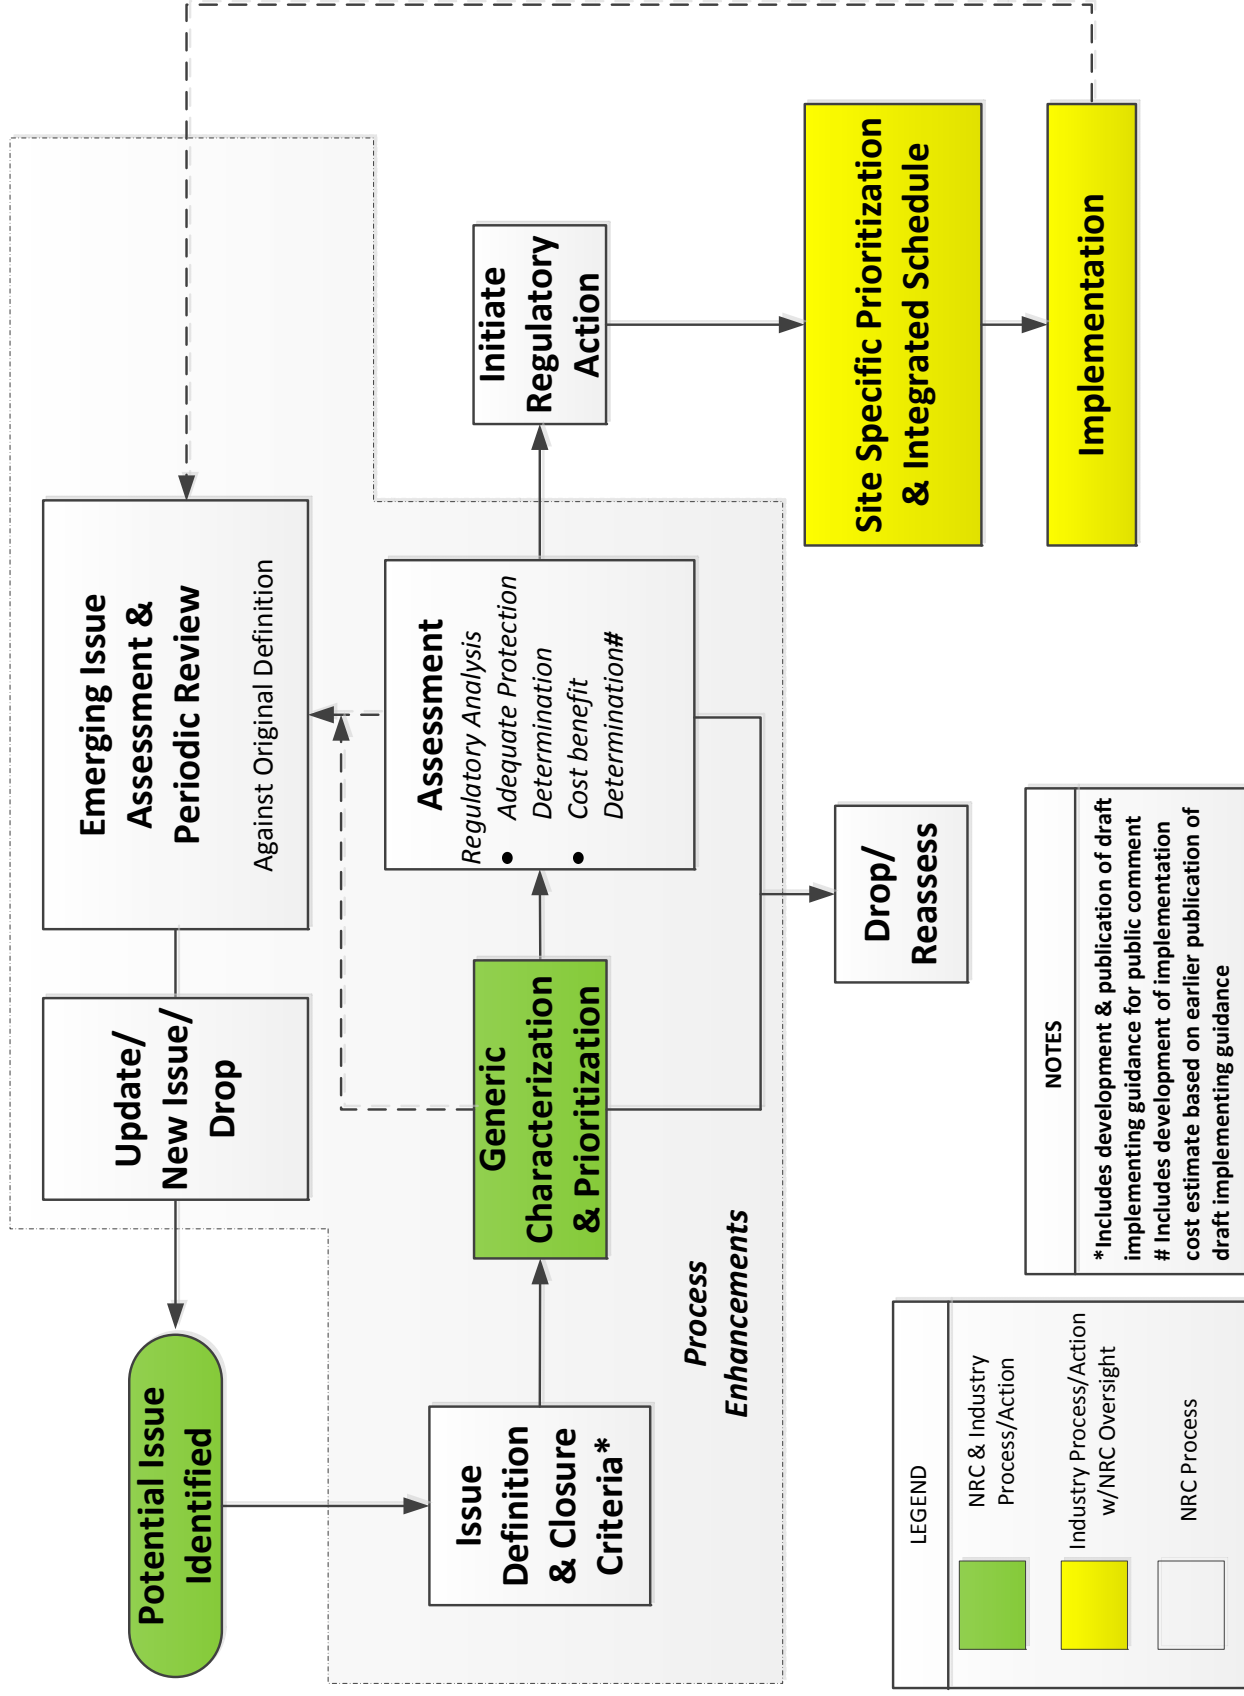 Potential Issue
Identified
Update/
New Issue/
Drop
Emerging Issue
Assessment &
Periodic Review
Against Original Definition
Issue
Definition
& Closure
Criteria*
Generic
Characterization
& Prioritization
Assessment
Regulatory Analysis
• Adequate Protection
Determination
• Cost benefit
Determination#
Initiate
Regulatory
Action
Process
Enhancements
Drop/
Reassess
Site Specific Prioritization
& Integrated Schedule
Implementation
LEGEND
NRC & Industry
Process/Action
Industry Process/Action
w/NRC Oversight
NRC Process
NOTES
*Includes development & publication of draft
implementing guidance for public comment
# Includes development of implementation
cost estimate based on earlier publication of
draft implementing guidance